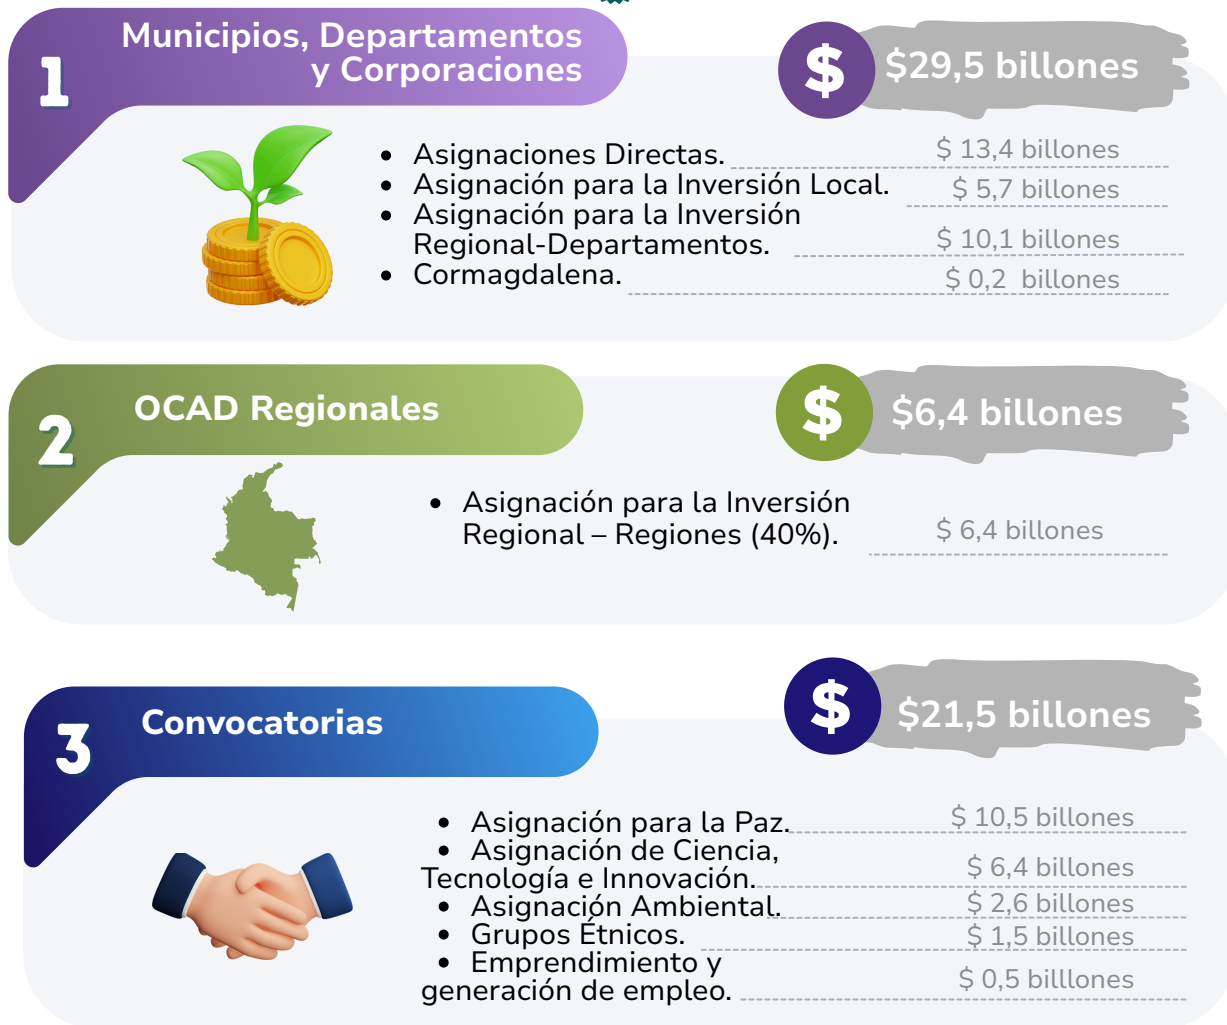 1
Municipios, Departamentos
y Corporaciones
$
$29,5 billones
• Asignaciones Directas.
$ 13,4 billones
• Asignación para la Inversión Local.
$ 5,7 billones
• Asignación para la Inversión
Regional-Departamentos.
$ 10,1 billones
• Cormagdalena.
$ 0,2 billones
2
OCAD Regionales
$
$6,4 billones
• Asignación para la Inversión
Regional – Regiones (40%).
$ 6,4 billones
3
Convocatorias
$
$21,5 billones
• Asignación para la Paz.
$ 10,5 billones
• Asignación de Ciencia,
Tecnología e Innovación.
$ 6,4 billones
• Asignación Ambiental.
$ 2,6 billones
• Grupos Étnicos.
$ 1,5 billones
• Emprendimiento y
generación de empleo.
$ 0,5 billlones